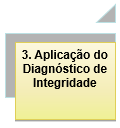 3. Aplicação do
Diagnóstico de
Integridade